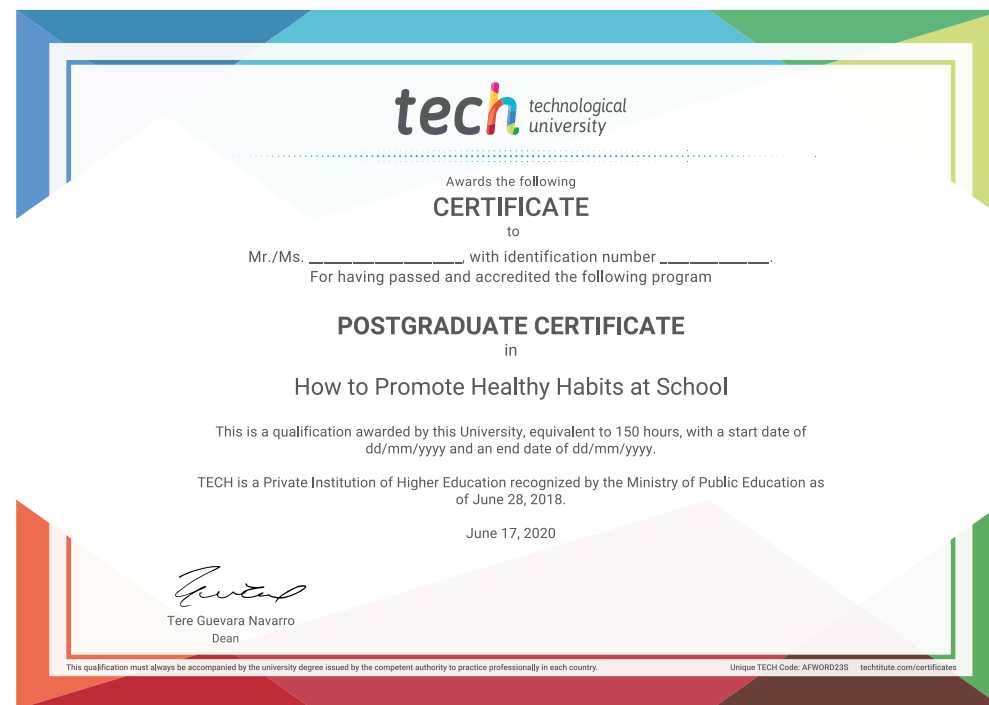 tech technological
university
Awards the following
CERTIFICATE
to
Mr./Ms. ________________, with identification number ____________.
For having passed and accredited the following program
POSTGRADUATE CERTIFICATE
in
How to Promote Healthy Habits at School
This is a qualification awarded by this University, equivalent to 150 hours, with a start date of
dd/mm/yyyy and an end date of dd/mm/yyyy.
TECH is a Private Institution of Higher Education recognized by the Ministry of Public Education as
of June 28, 2018.
June 17, 2020
Tere Guevara Navarro
Dean
This qualification must always be accompanied by the university degree issued by the competent authority to practice professionally in each country.
Unique TECH Code: AFWORD23S techtitute.com/certificates